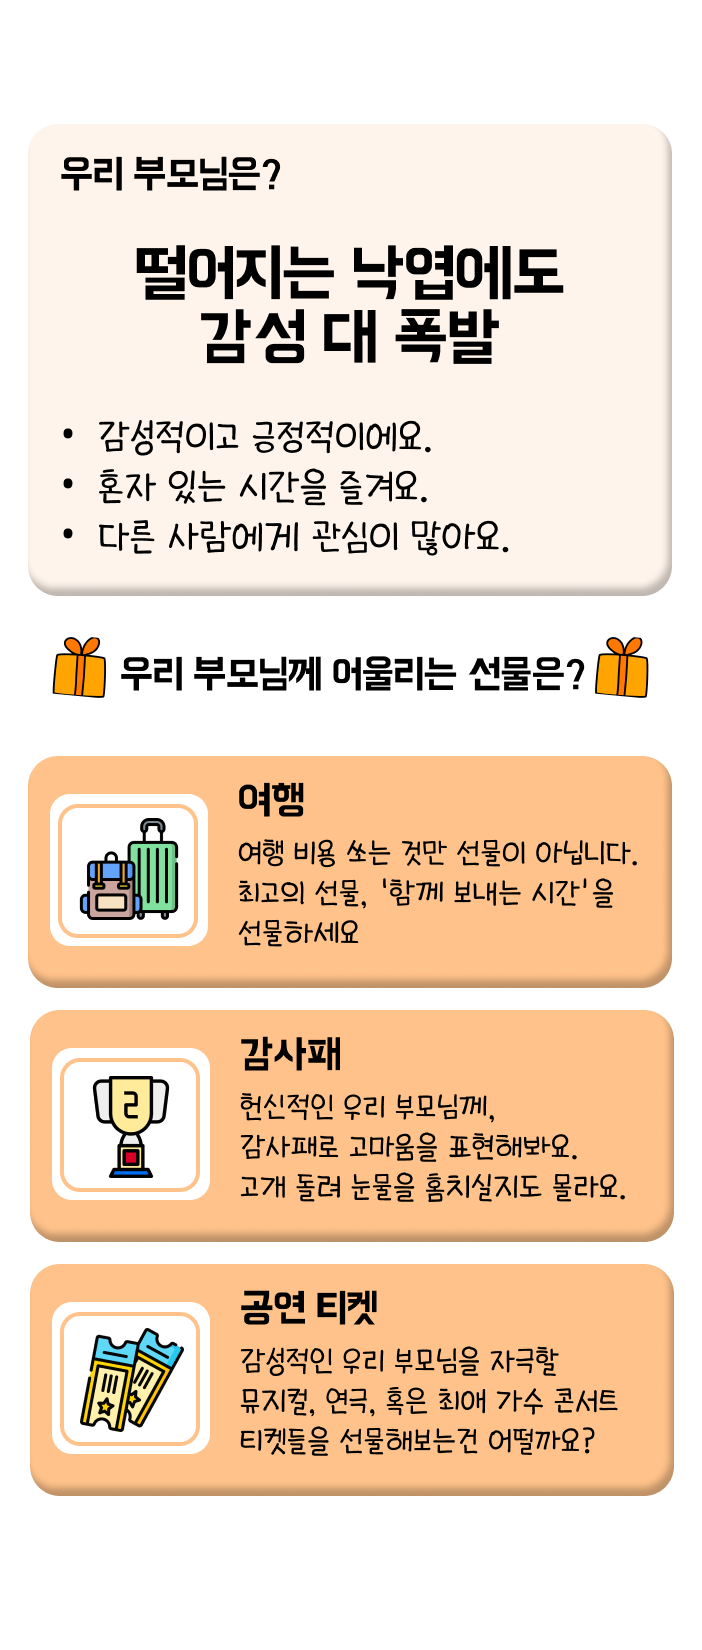 우리 부모님은?
떨어지는 낙엽에도
감성 대 폭발
• 감성적이고 긍정적이에요.
• 혼자 있는 시간을 즐겨요.
• 다른 사람에게 관심이 많아요.
우리 부모님께 어울리는 선물은?
여행
여행 비용 쏘는 것만 선물이 아닙니다.
최고의 선물, '함께 보내는 시간'을
선물하세요
감사패
헌신적인 우리 부모님께,
감사패로 고마움을 표현해봐요.
고개 돌려 눈물을 훔치실지도 몰라요.
2
공연 티켓
감성적인 우리 부모님을 자극할
뮤지컬, 연극, 혹은 최애 가수 콘서트
티켓들을 선물해보는건 어떨까요?